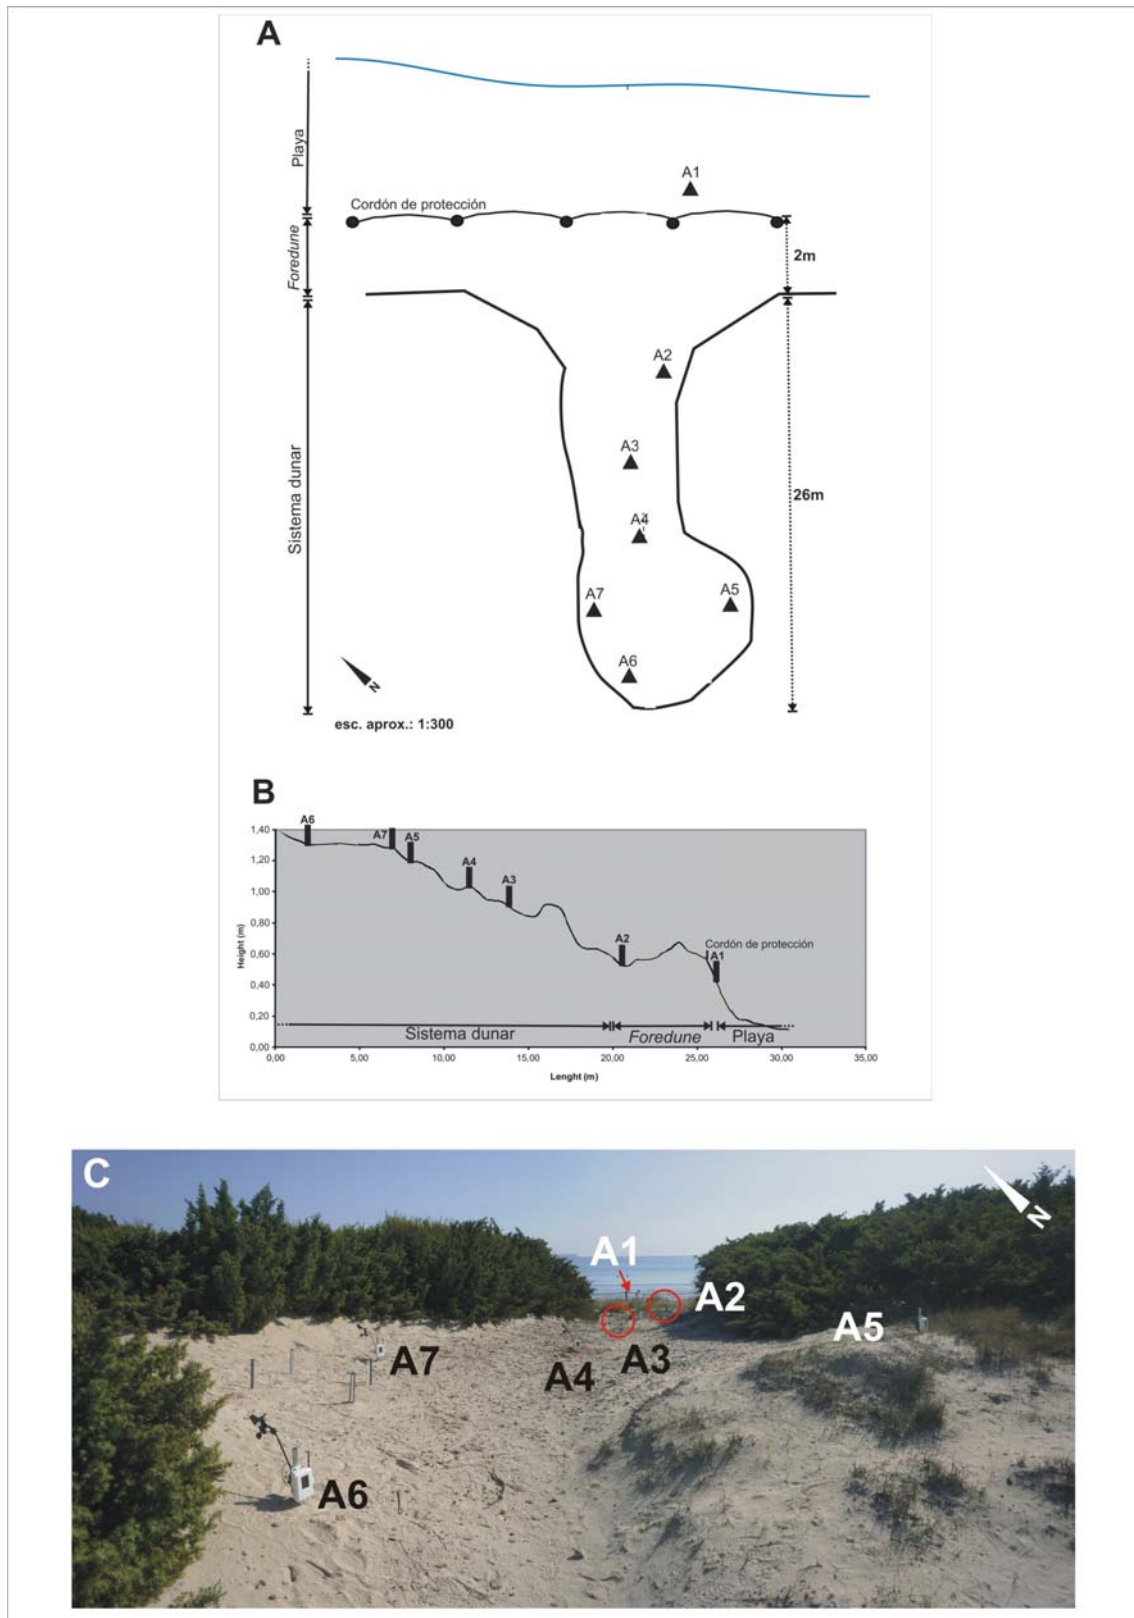 A
Playa
A1
Cordón de protección
Foredune
2m
A2
A3
Sistema dunar
26m
A4
A7
A5
A6
N
esc. aprox.: 1:300
B
A6
1,40
A7
A5
1,20
A4
A3
1,00
0,80
Height (m)
A2
Cordón de protección
0,60
A1
0,40
0,20
Sistema dunar
Foredune
Playa
0,00
0,00
5,00
10,00
15,00
20,00
25,00
30,00
35,00
Lenght (m)
C
N
A1
A2
A5
A7
A4
A3
A6